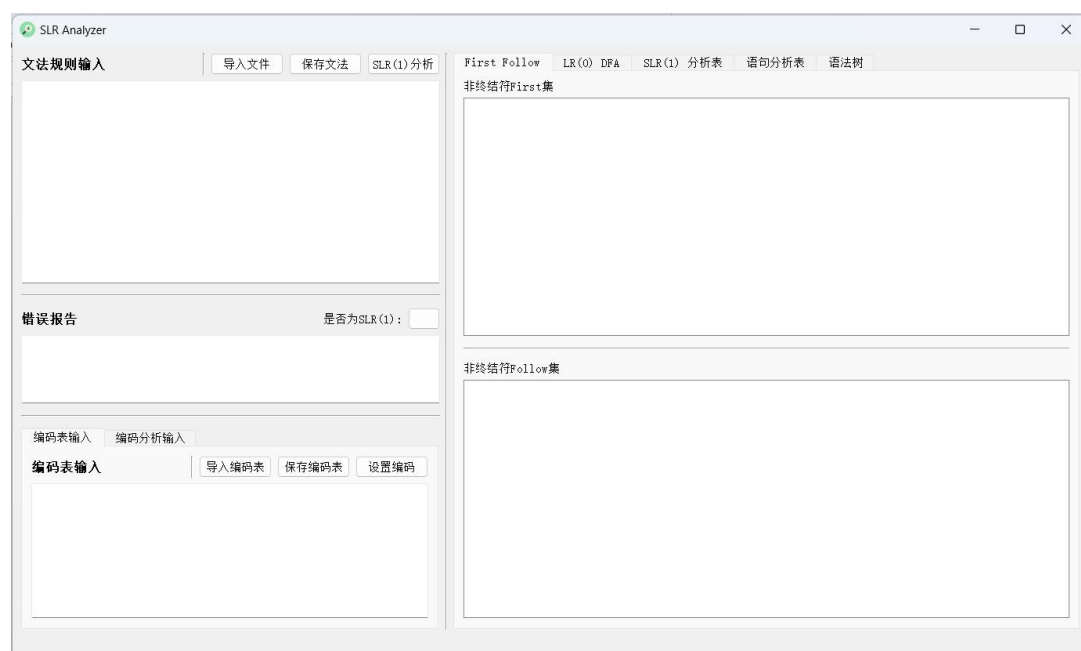 SLR Analyzer
文法规则输入 导入文件 保存文法 SLR(1)分析
错误报告 是否为SLR(1):
编码表输入 编码分析输入
编码表输入 导入编码表 保存编码表 设置编码
First Follow LR(0) DFA SLR(1) 分析表 语句分析表 语法树
非终结符First集
非终结符Follow集